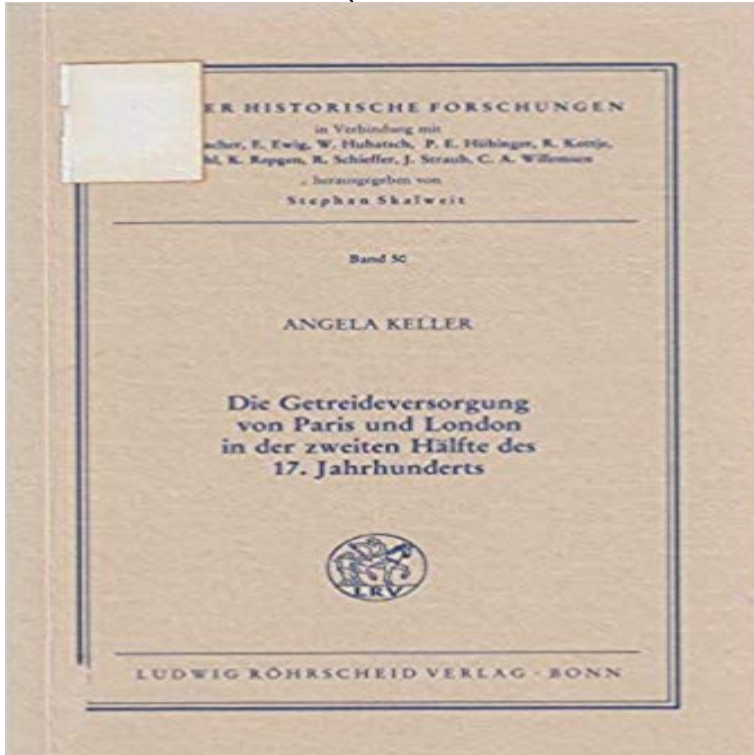 ER HISTORISCHE FORSCHUNGEN
in Verbindung mit
acher, E. Ewig, W. Hubatsch, P. E. Hübinger, R. Kottje,
hl, K. Repgen, R. Schieffer, J. Straub, C. A. Willemsen
herausgegeben von
Stephan Skalweit
Band 50
ANGELA KELLER
Die Getreideversorgung
von Paris und London
in der zweiten Hälfte des
17. Jahrhunderts
LRV
LUDWIG RÖHRSCHEID VERLAG · BONN